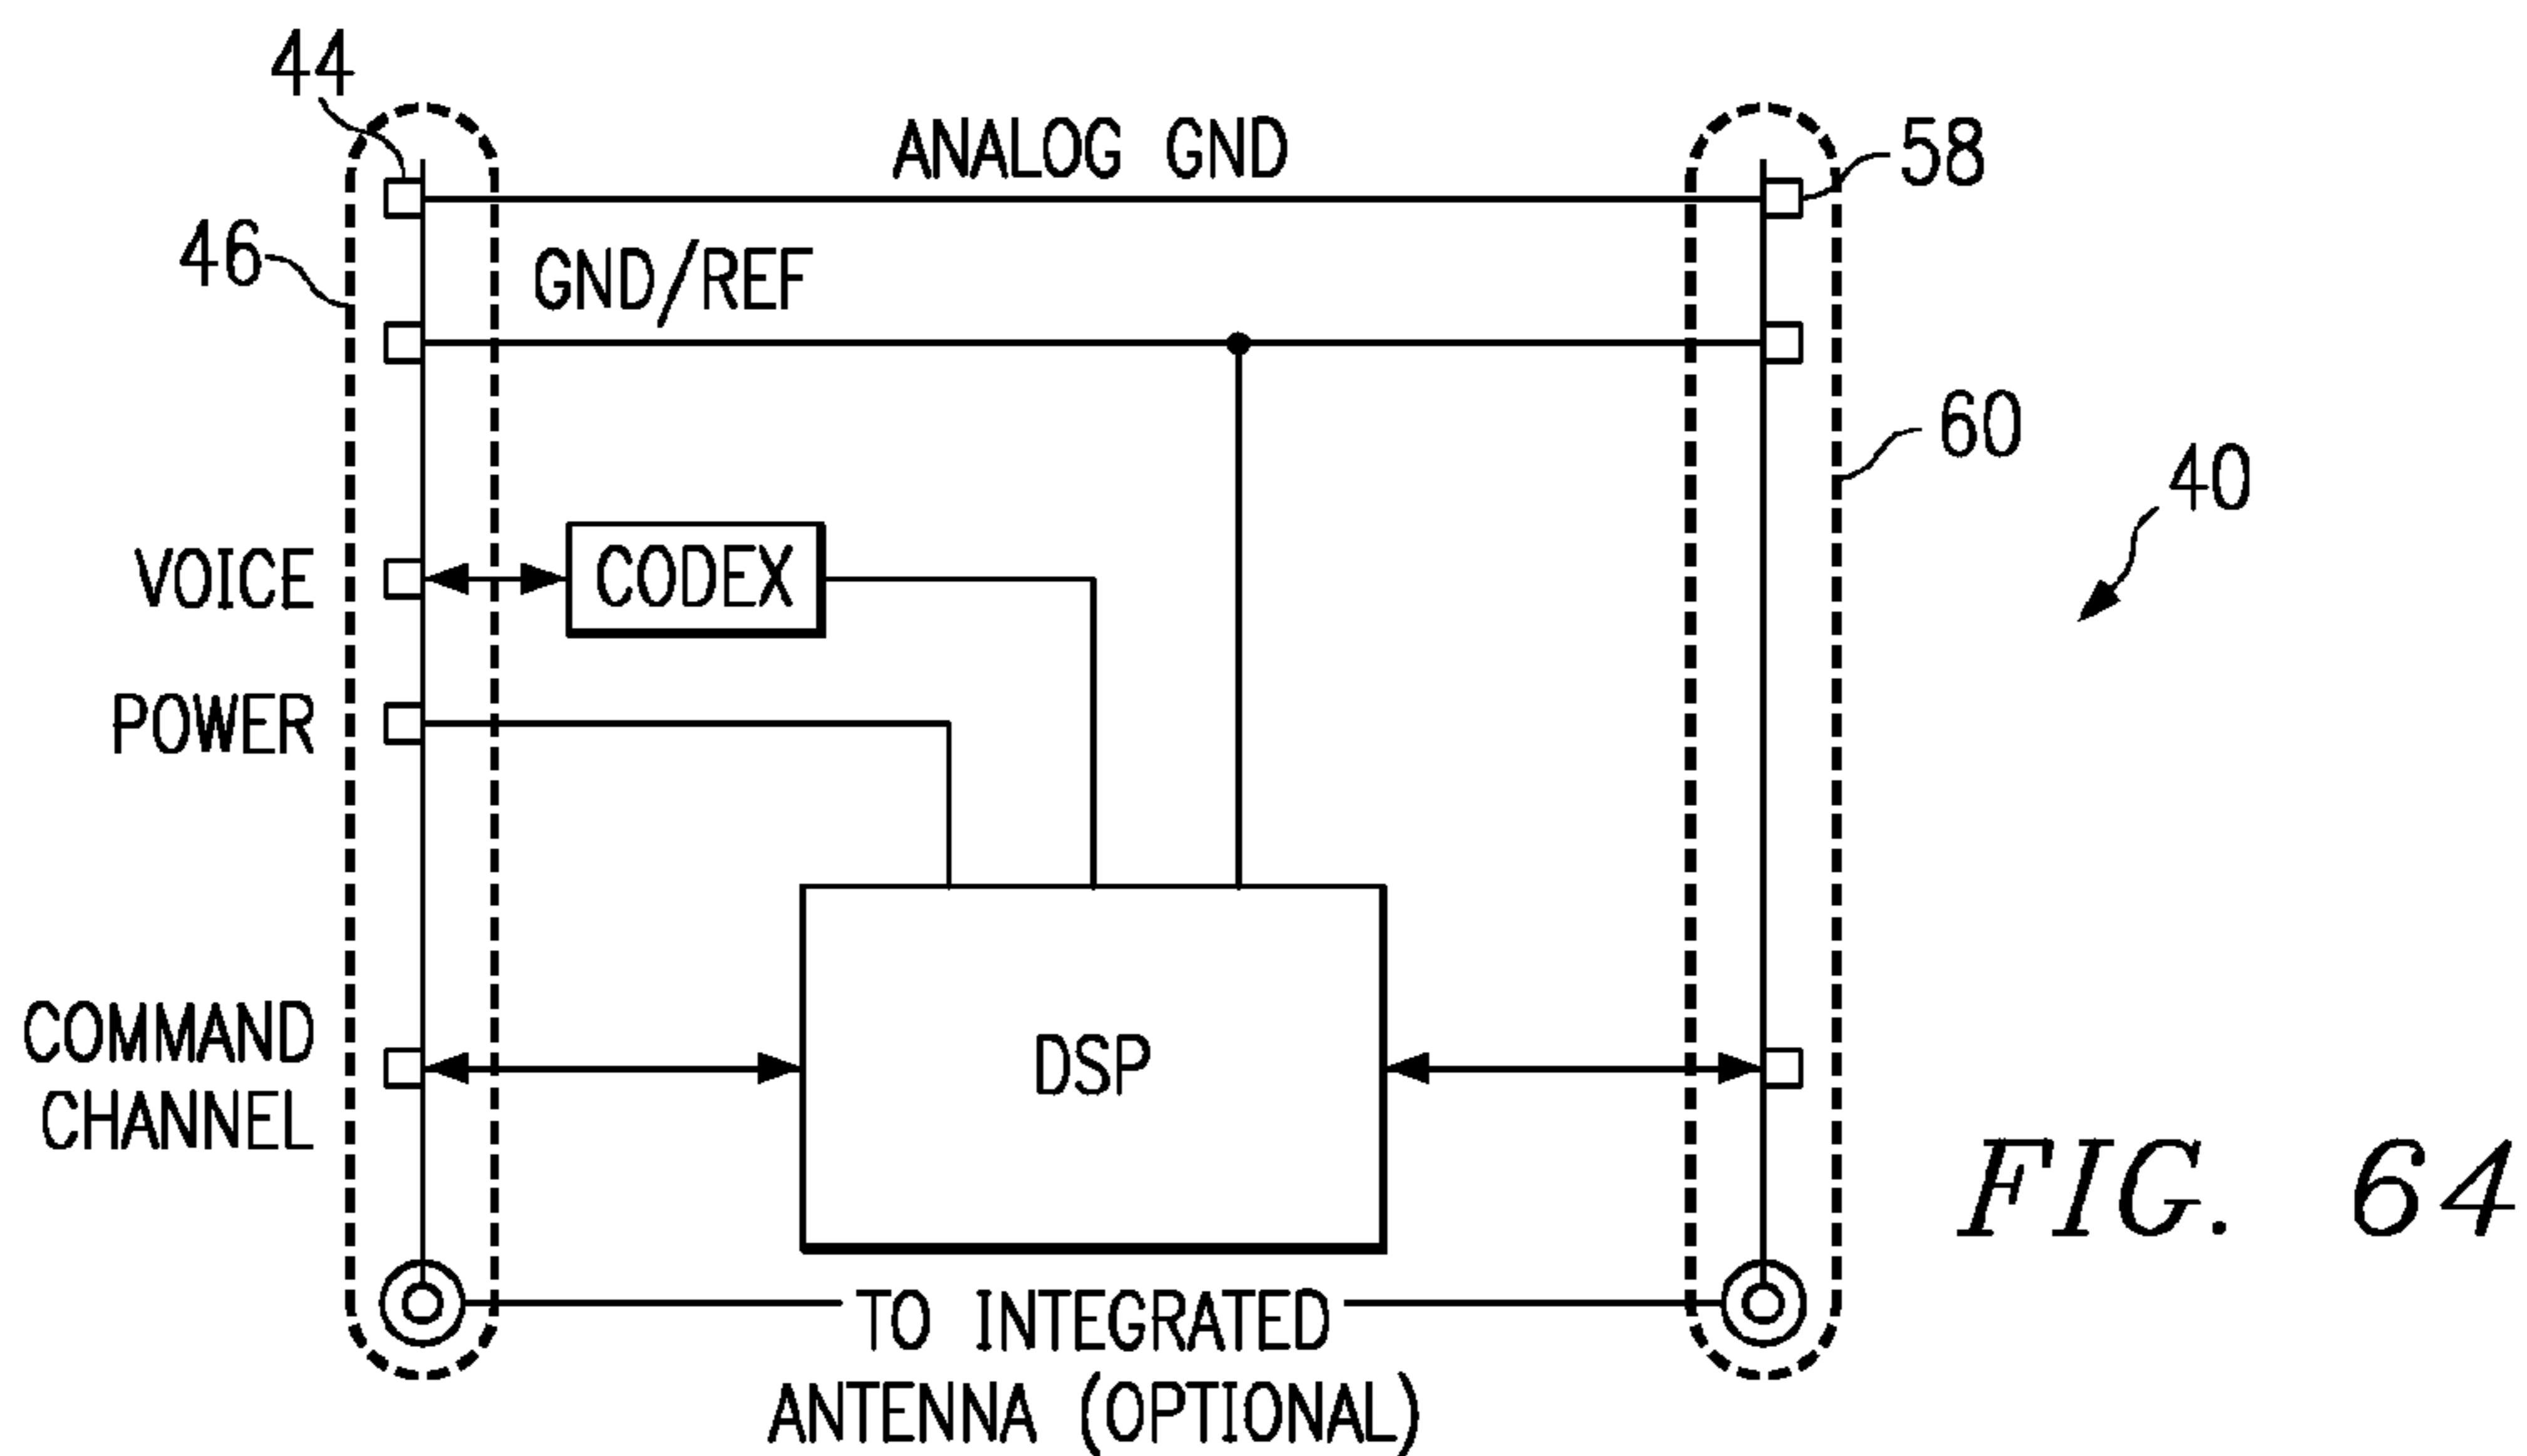 44
ANALOG GND
58
46
GND/REF
60
40
VOICE
CODEX
POWER
COMMAND
CHANNEL
DSP
FIG. 64
TO INTEGRATED
ANTENNA (OPTIONAL)